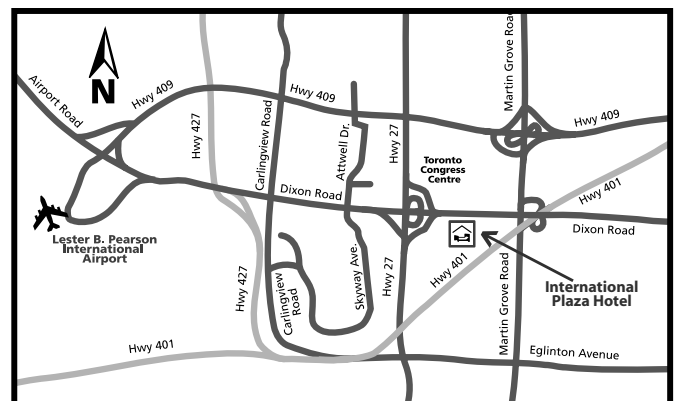 Martin Grove Road
N
Airport Road
Hwy 409
Hwy 409
Hwy 409
Hwy 427
Carlingview Road
Attwell Dr.
Hwy 27
Toronto
Congress
Centre
Hwy 401
Dixon Road
Dixon Road
Lester B. Pearson
International
Airport
Hwy 427
Carlingview
Road
Skyway Ave.
Hwy 27
Hwy 401
Martin Grove Road
International
Plaza Hotel
Hwy 401
Eglinton Avenue